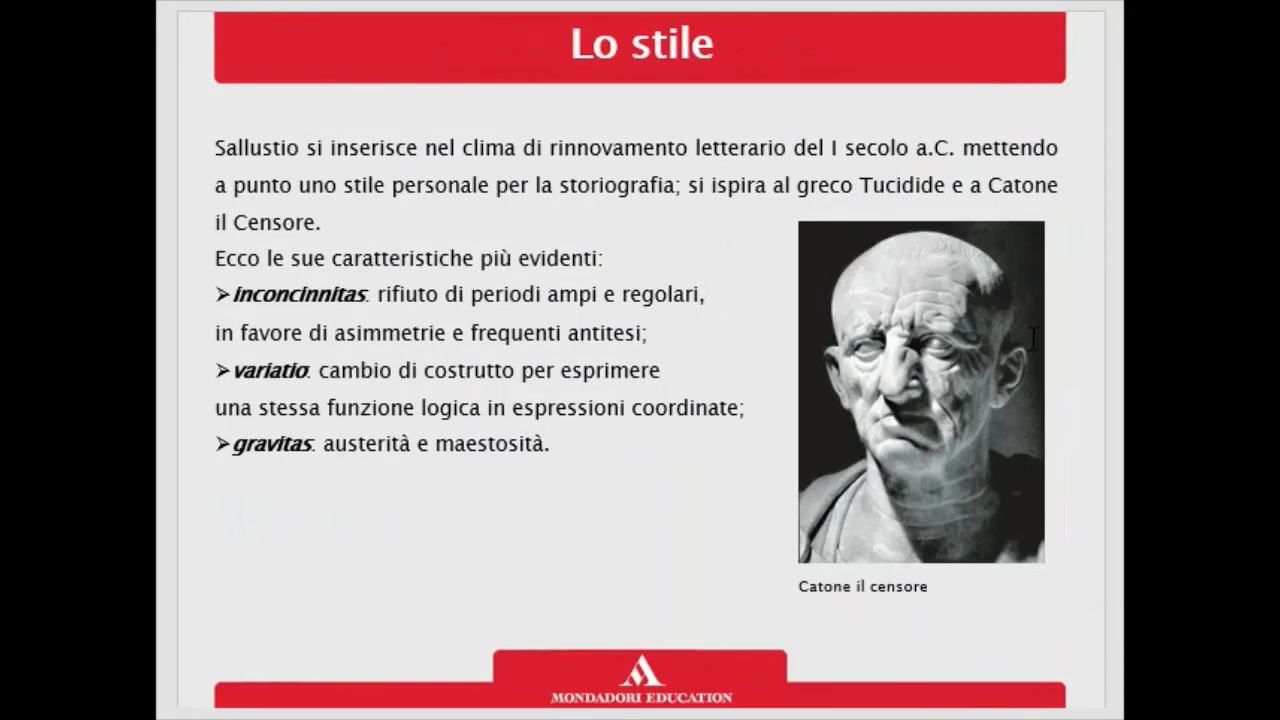 Lo stile
Sallustio si inserisce nel clima di rinnovamento letterario del I secolo a.C. mettendo
a punto uno stile personale per la storiografia; si ispira al greco Tucidide e a Catone
il Censore.
Ecco le sue caratteristiche più evidenti:
➢inconcinnitas: rifiuto di periodi ampi e regolari,
in favore di asimmetrie e frequenti antitesi;
➢variatio: cambio di costrutto per esprimere
una stessa funzione logica in espressioni coordinate;
➢gravitas: austerità e maestosità.
Catone il censore
MONDADORI EDUCATION